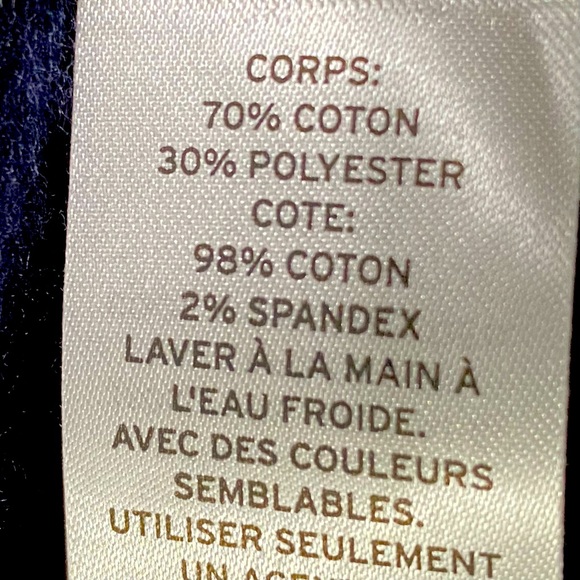 CORPS:
70% COTON
30% POLYESTER
COTE:
98% COTON
2% SPANDEX
LAVER À LA MAIN À
L'EAU FROIDE.
AVEC DES COULEURS
SEMBLABLES.
UTILISER SEULEMENT
UN